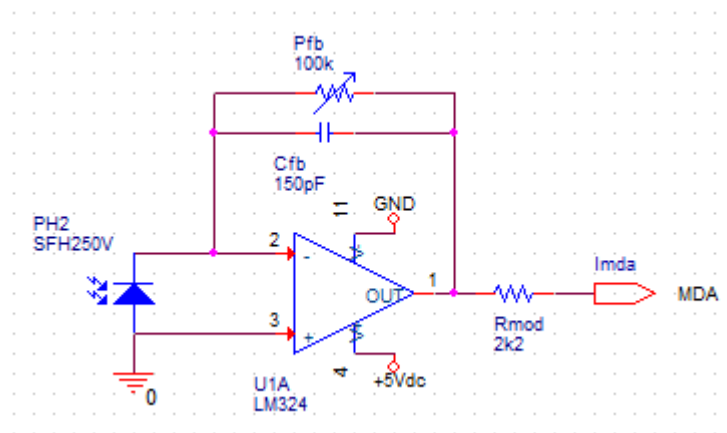 Pfb
100k
Cfb
150pF
11
GND
PH2
SFH250V
2
-
OUT
1
Imda
MDA
3
+
Rmod
2k2
4
+5Vdc
0
U1A
LM324